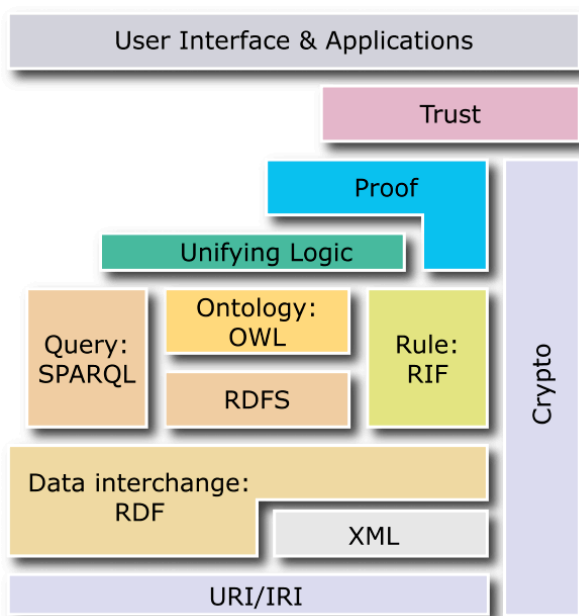 User Interface & Applications
Trust
Proof
Unifying Logic
Query:
SPARQL
Ontology:
OWL
RDFS
Rule:
RIF
Crypto
Data interchange:
RDF
XML
URI/IRI